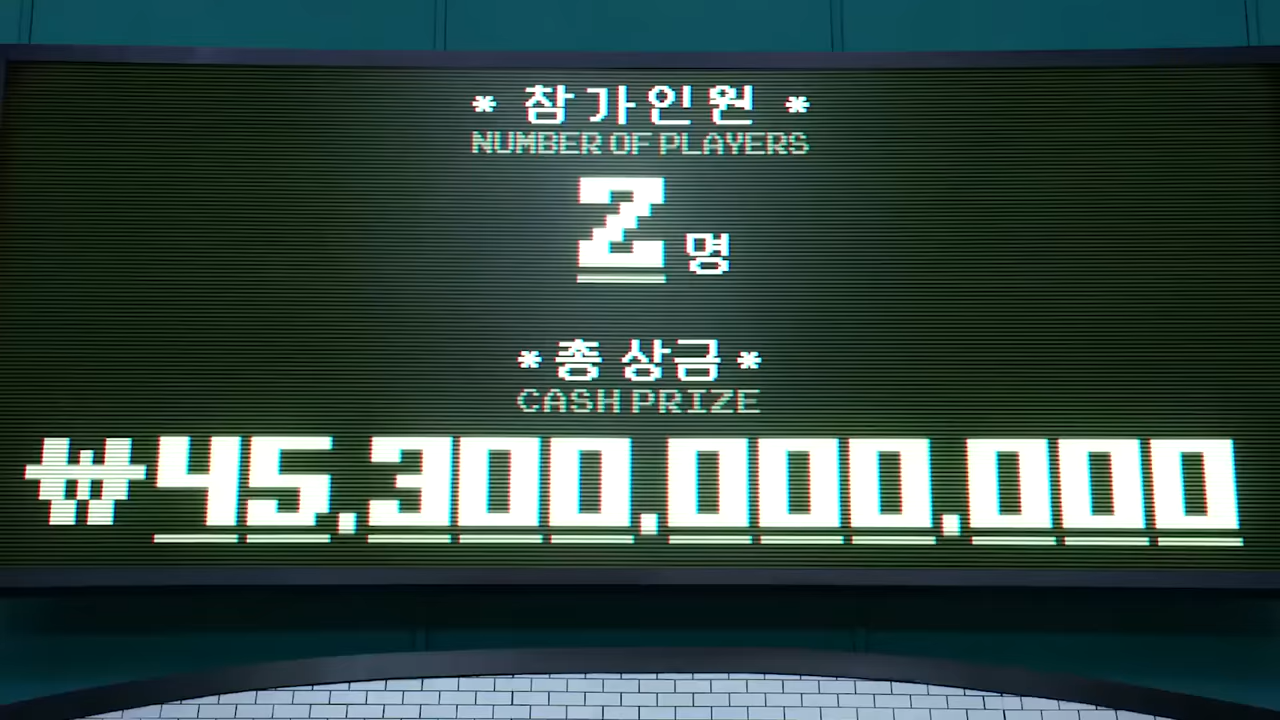 * 참가인원 *
NUMBER OF PLAYERS
2 명
* 총 상금 *
CASH PRIZE
₩45,300,000,000